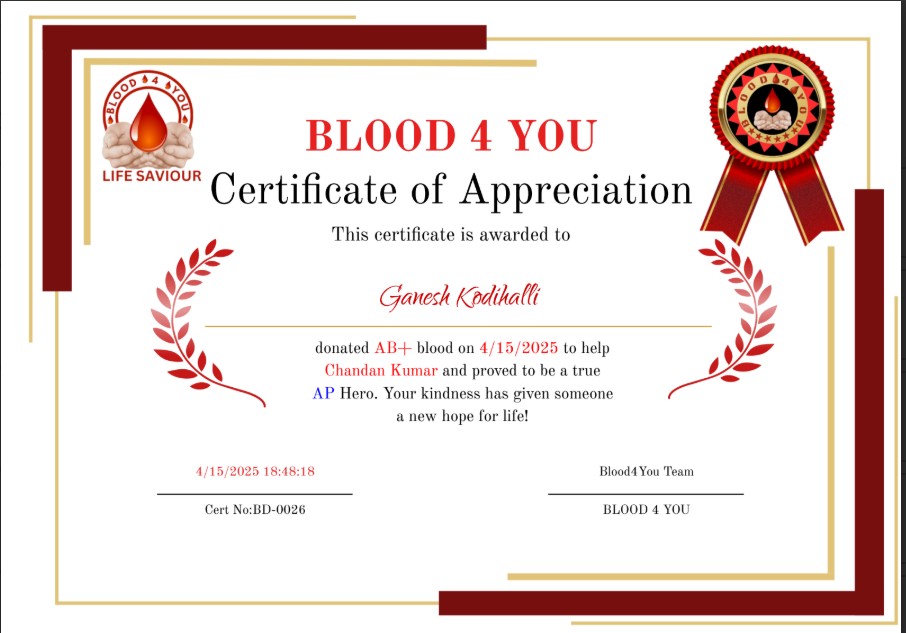 BLOOD 4 YOU
LIFE SAVIOUR
BLOOD 4 YOU
BLOOD 4 YOU
Certificate of Appreciation
This certificate is awarded to
Ganesh Kodihalli
donated AB+ blood on 4/15/2025 to help
Chandan Kumar and proved to be a true
AP Hero. Your kindness has given someone
a new hope for life!
4/15/2025 18:48:18
Cert No:BD-0026
Blood4You Team
BLOOD 4 YOU